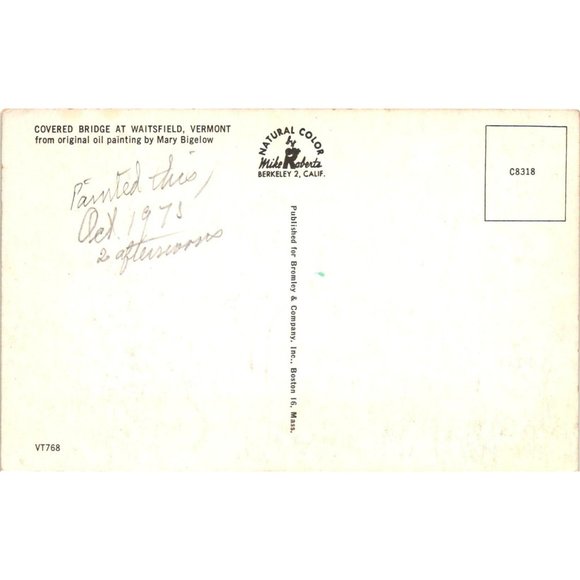 COVERED BRIDGE AT WAITSFIELD, VERMONT
from original oil painting by Mary Bigelow
Painted this,
Oct. 1973
2 afternoons
NATURAL COLOR
by
Mike Roberts
BERKELEY 2, CALIF.
C8318
Published for Bromley & Company, Inc., Boston 16, Mass.
VT768